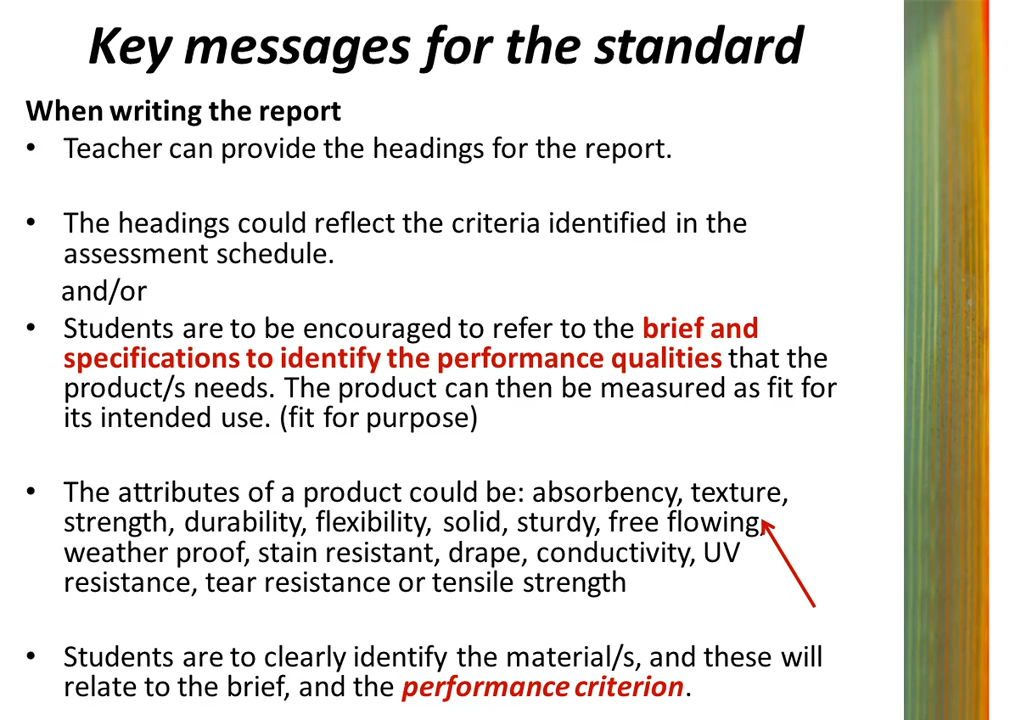 Key messages for the standard
When writing the report
• Teacher can provide the headings for the report.
• The headings could reflect the criteria identified in the
assessment schedule.
and/or
• Students are to be encouraged to refer to the brief and
specifications to identify the performance qualities that the
product/s needs. The product can then be measured as fit for
its intended use. (fit for purpose)
• The attributes of a product could be: absorbency, texture,
strength, durability, flexibility, solid, sturdy, free flowing,
weather proof, stain resistant, drape, conductivity, UV
resistance, tear resistance or tensile strength
• Students are to clearly identify the material/s, and these will
relate to the brief, and the performance criterion.